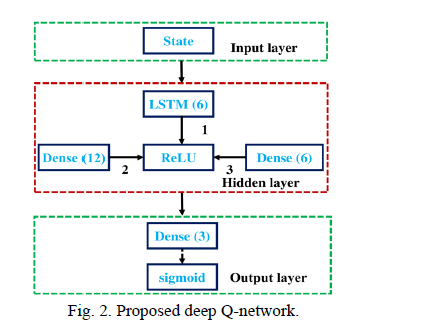 State
Input layer
LSTM (6)
1
Dense (12)
ReLU
Dense (6)
2
3
Hidden layer
Dense (3)
sigmoid
Output layer
Fig. 2. Proposed deep Q-network.